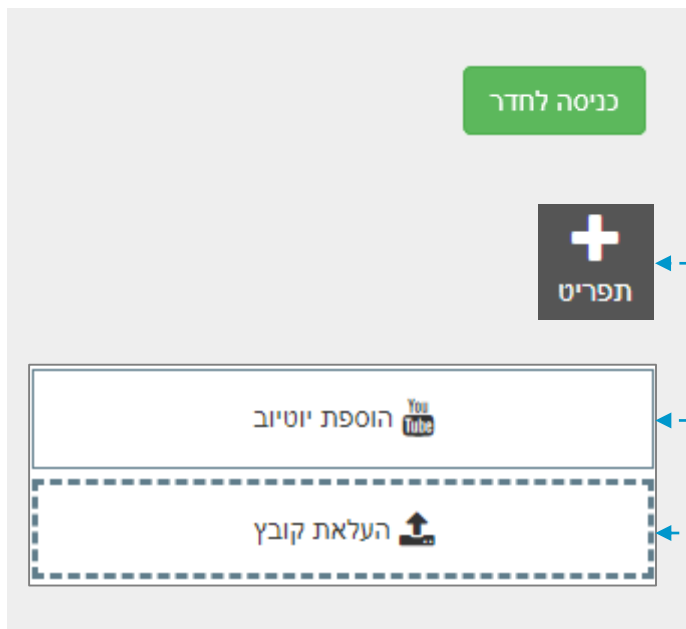 כניסה לחדר
תפריט
You
Tube
הוספת יוטיוב
העלאת קובץ